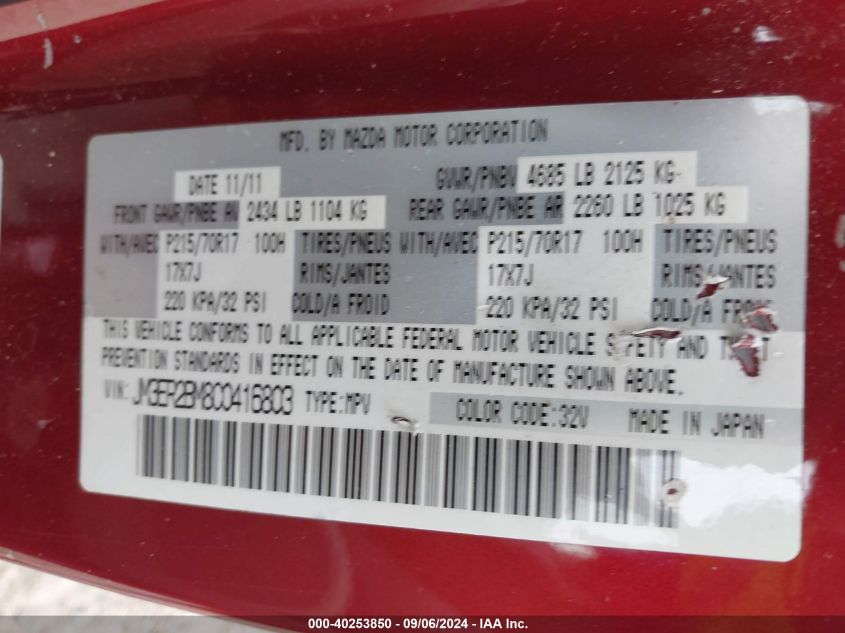 MFD. BY MAZDA MOTOR CORPORATION
DATE 11/11 GVWR/PNBV 4685 LB 2125 KG
FRONT GAWR/PNBE AV 2434 LB 1104 KG REAR GAWR/PNBE AR 2260 LB 1025 KG
WITH/AVEC P215/70R17 100H TIRES/PNEUS WITH/AVEC P215/70R17 100H TIRES/PNEUS
17X7J RIMS/JANTES 17X7J RIMS/JANTES
220 KPA/32 PSI COLD/A FROID 220 KPA/32 PSI COLD/A FROID
THIS VEHICLE CONFORMS TO ALL APPLICABLE FEDERAL MOTOR VEHICLE SAFETY AND THEFT
PREVENTION STANDARDS IN EFFECT ON THE DATE OF MANUFACTURE SHOWN ABOVE.
VIN: JM3ER2BM8C0416803 TYPE:MPV COLOR CODE:32V MADE IN JAPAN
000-40253850 - 09/06/2024 - IAA Inc.